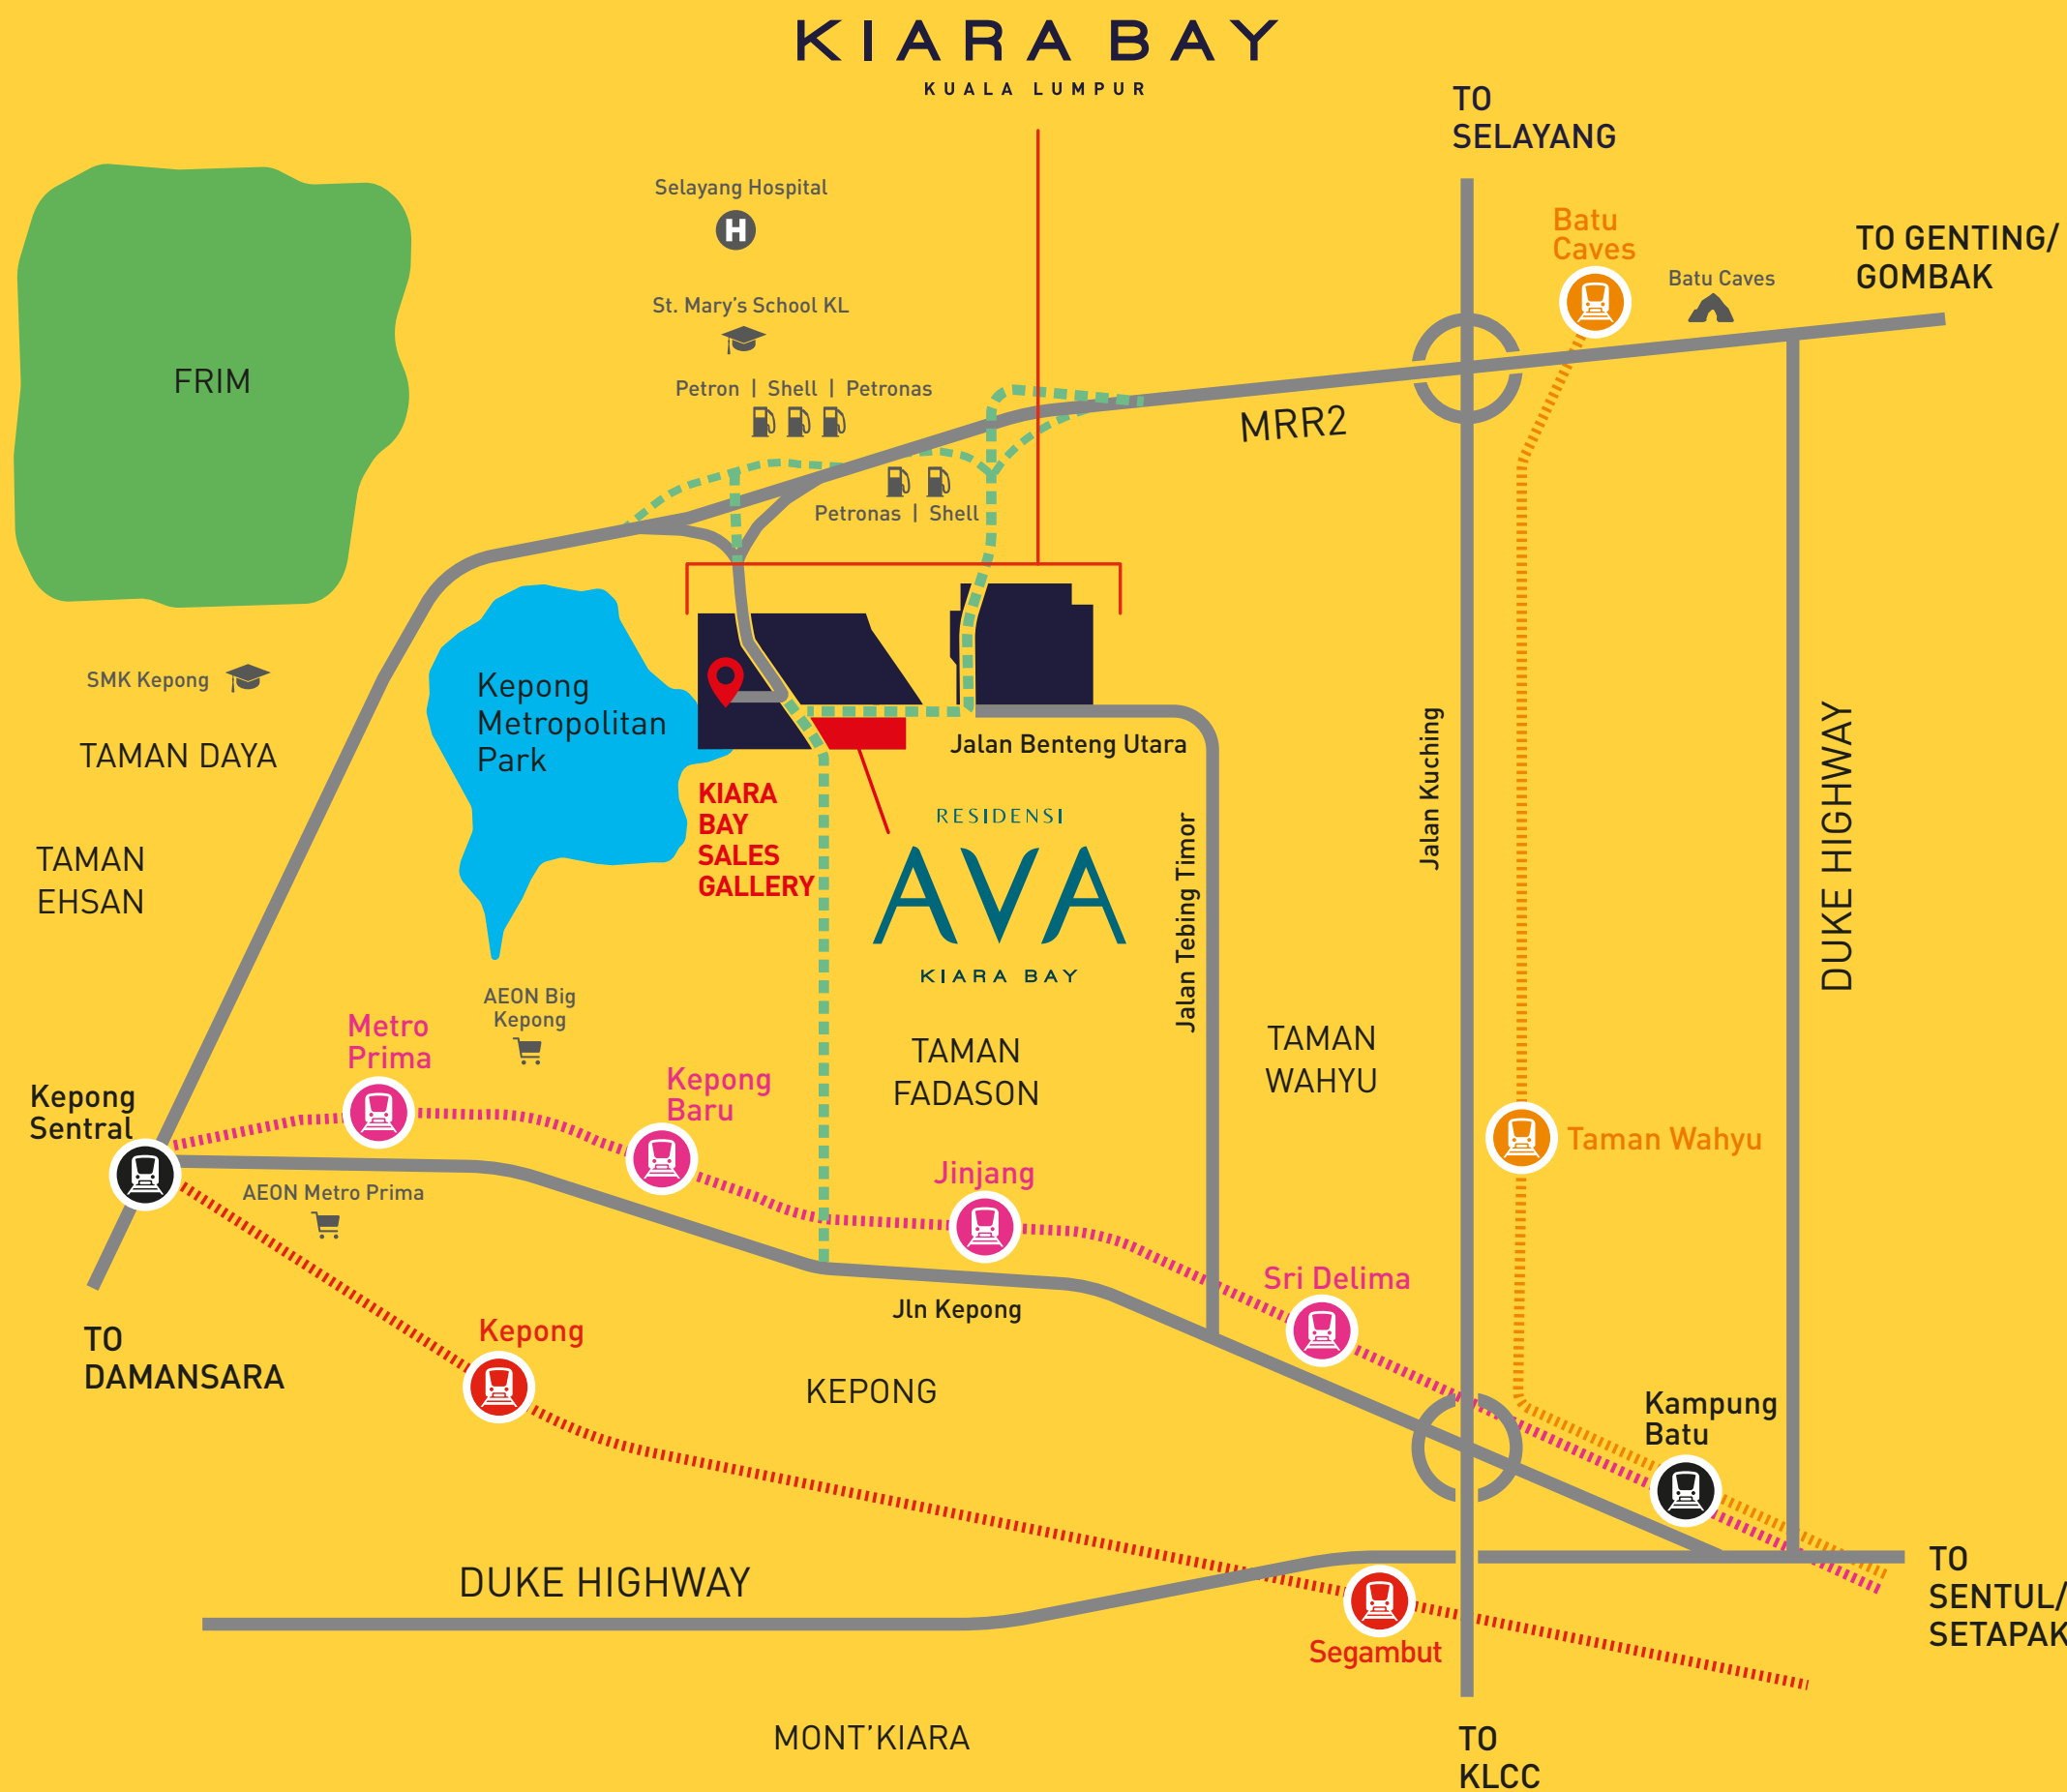 KIARA BAY
KUALA LUMPUR
TO
SELAYANG
Selayang Hospital
H
Batu
Caves
TO GENTING/
GOMBAK
Batu Caves
St. Mary's School KL
FRIM
Petron | Shell | Petronas
MRR2
Petronas | Shell
SMK Kepong
Kepong
Metropolitan
Park
TAMAN DAYA
Jalan Benteng Utara
Jalan Kuching
DUKE HIGHWAY
KIARA
BAY
SALES
GALLERY
RESIDENSI
AVA
KIARA BAY
Jalan Tebing Timor
TAMAN
EHSAN
AEON Big
Kepong
Metro
Prima
TAMAN
FADASON
TAMAN
WAHYU
Kepong
Baru
Kepong
Sentral
Taman Wahyu
Jinjang
AEON Metro Prima
Sri Delima
Jln Kepong
TO
DAMANSARA
Kepong
KEPONG
Kampung
Batu
DUKE HIGHWAY
TO
SENTUL/
SETAPAK
Segambut
MONT'KIARA
TO
KLCC